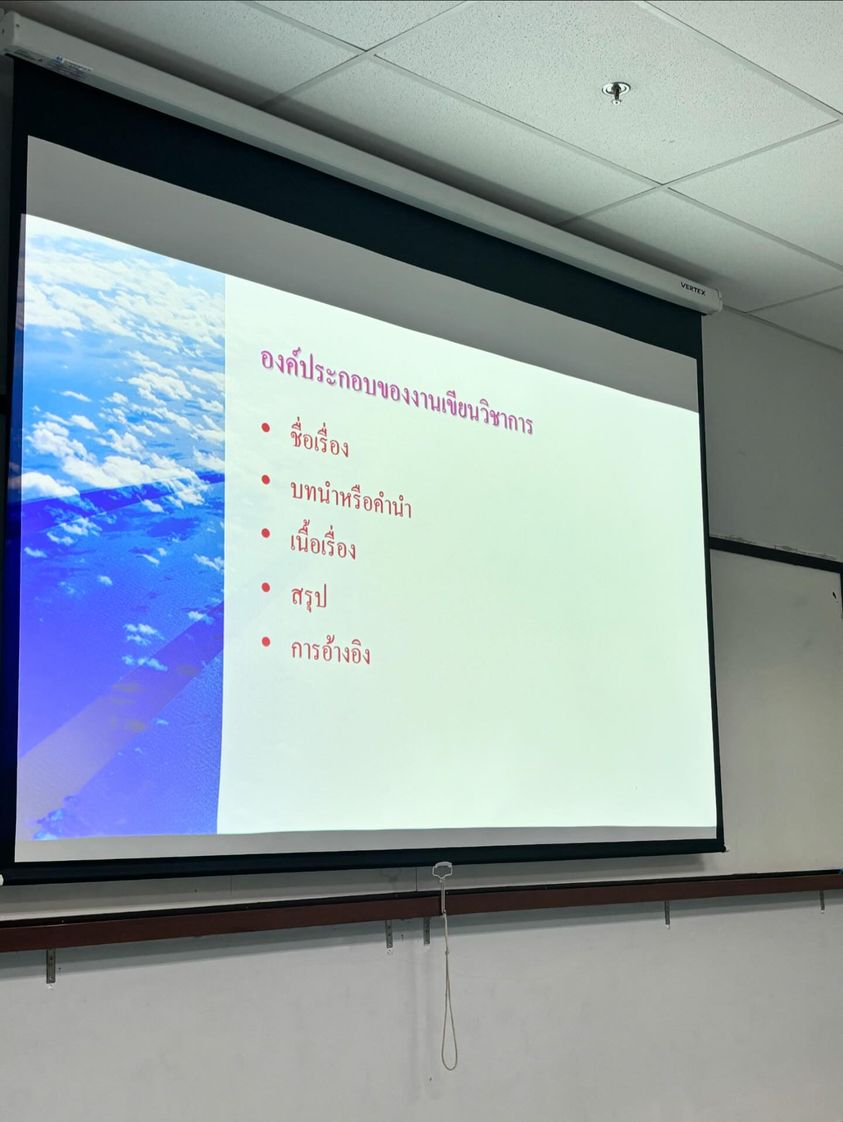 VERTEX
องค์ประกอบของงานเขียนวิชาการ
• ชื่อเรื่อง
• บทนำหรือคำนำ
• เนื้อเรื่อง
• สรุป
• การอ้างอิง